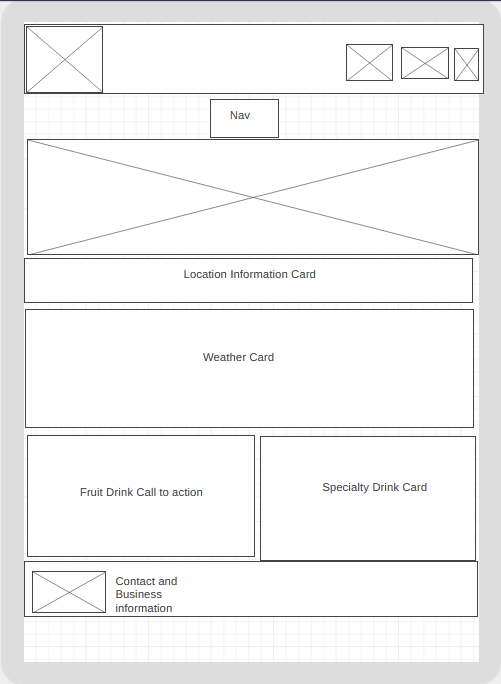 Nav
Location Information Card
Weather Card
Fruit Drink Call to action
Specialty Drink Card
Contact and
Business
information